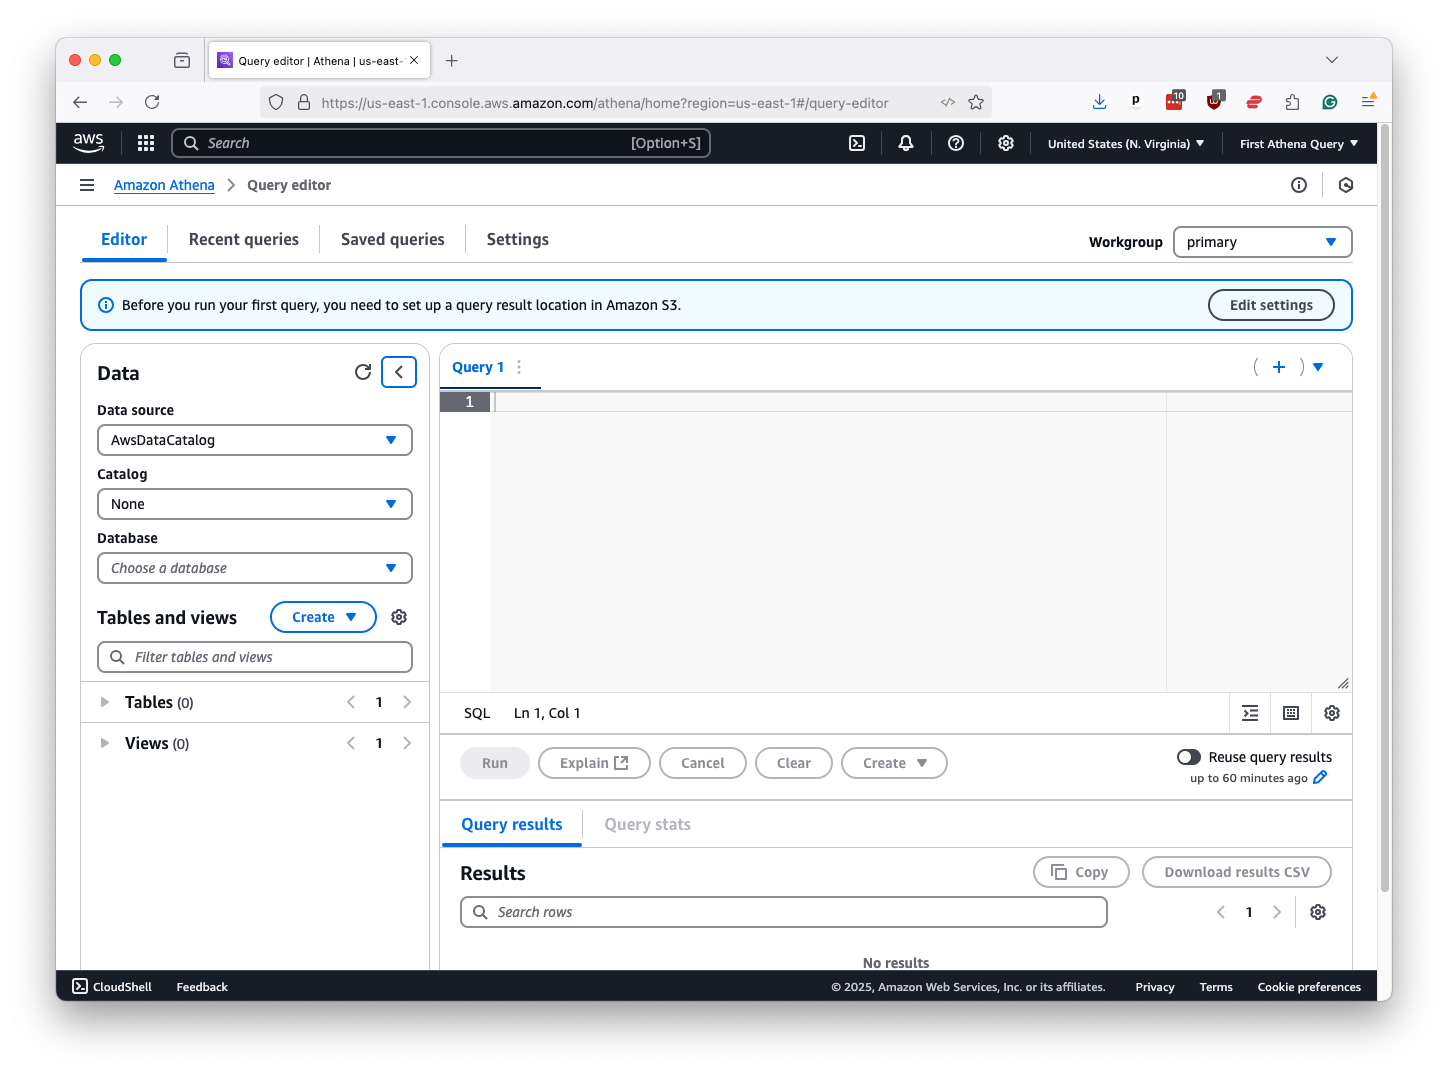 Query editor | Athena | us-east-
https://us-east-1.console.aws.amazon.com/athena/home?region=us-east-1#/query-editor
p
10
1
aws
Search
[Option+S]
United States (N. Virginia)
First Athena Query
Amazon Athena
Query editor
Editor
Recent queries
Saved queries
Settings
Workgroup
primary
Before you run your first query, you need to set up a query result location in Amazon S3.
Edit settings
Data
Data source
AwsDataCatalog
Catalog
None
Database
Choose a database
Tables and views
Create
Filter tables and views
Tables (0)
1
Views (0)
1
Query 1
1
SQL
Ln 1, Col 1
Run
Explain
Cancel
Clear
Create
Reuse query results
up to 60 minutes ago
Query results
Query stats
Results
Copy
Download results CSV
Search rows
1
No results
CloudShell
Feedback
© 2025, Amazon Web Services, Inc. or its affiliates.
Privacy
Terms
Cookie preferences